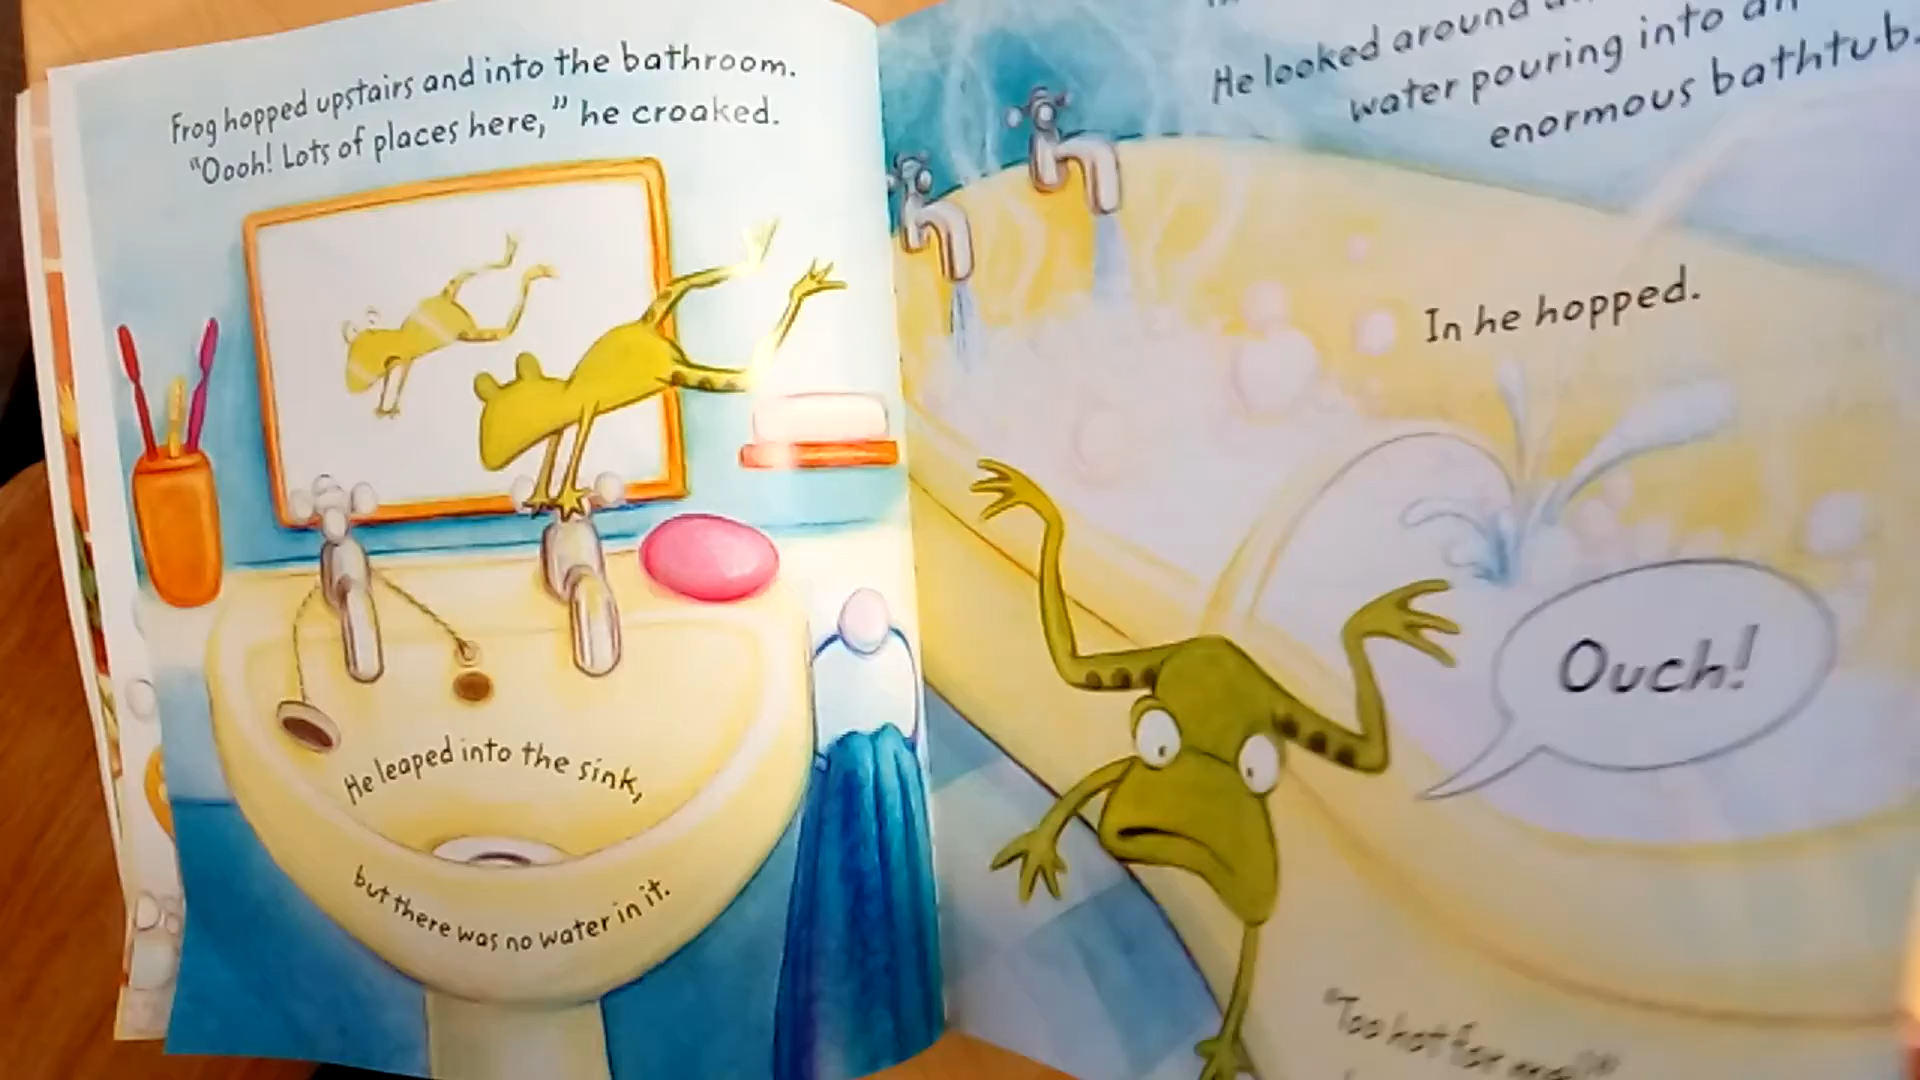 Frog hopped upstairs and into the bathroom.
"Oooh! Lots of places here," he croaked.
He leaped into the sink,
but there was no water in it.
He looked around
water pouring into an
enormous bathtub.
In he hopped.
Ouch!
"Too hot for me!"